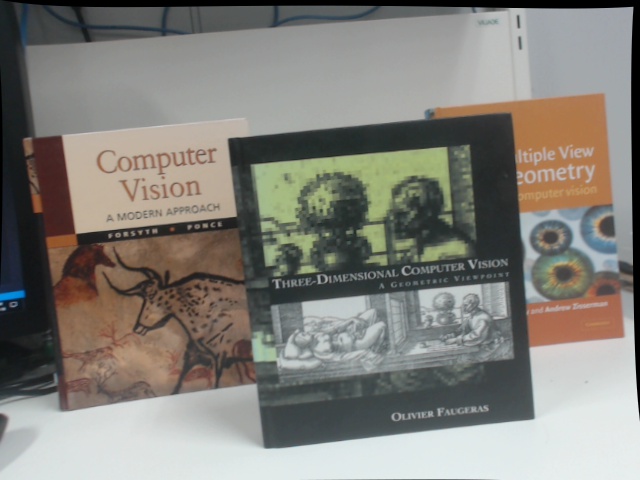 Computer
Vision
A MODERN APPROACH
FORSYTH • PONCE
THREE-DIMENSIONAL COMPUTER VISION
A GEOMETRIC VIEWPOINT
OLIVIER FAUGERAS
ltiple View
eometry
omputer vision
y and Andrew Zisserman